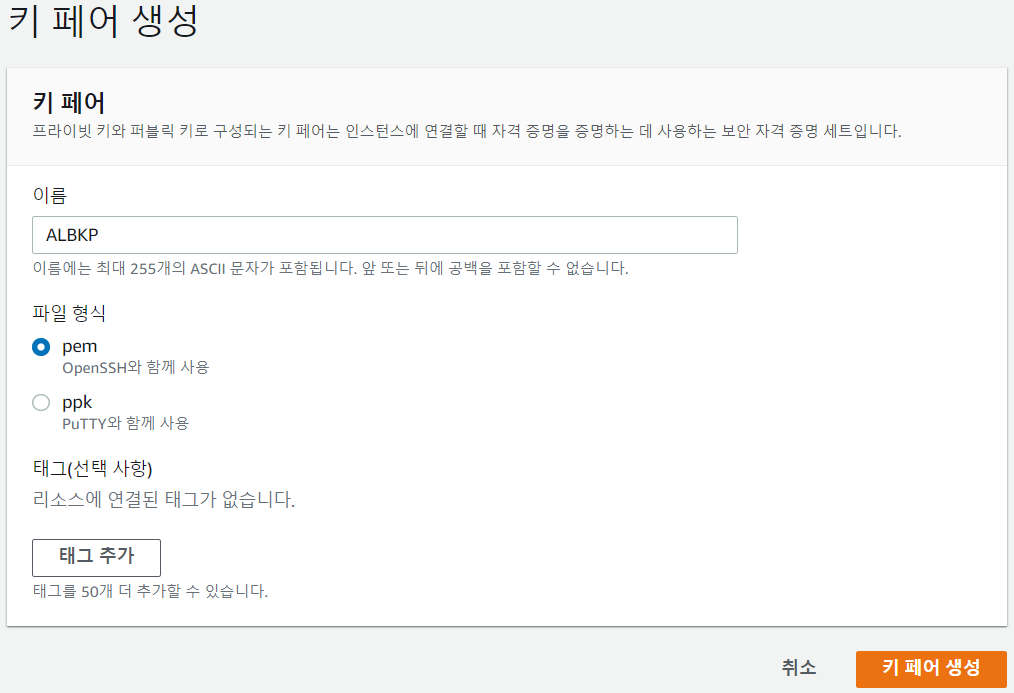 키 페어 생성
키 페어
프라이빗 키와 퍼블릭 키로 구성되는 키 페어는 인스턴스에 연결할 때 자격 증명을 증명하는 데 사용하는 보안 자격 증명 세트입니다.
이름
ALBKP
이름에는 최대 255개의 ASCII 문자가 포함됩니다. 앞 또는 뒤에 공백을 포함할 수 없습니다.
파일 형식
pem
OpenSSH와 함께 사용
ppk
PuTTY와 함께 사용
태그(선택 사항)
리소스에 연결된 태그가 없습니다.
태그 추가
태그를 50개 더 추가할 수 있습니다.
취소
키 페어 생성